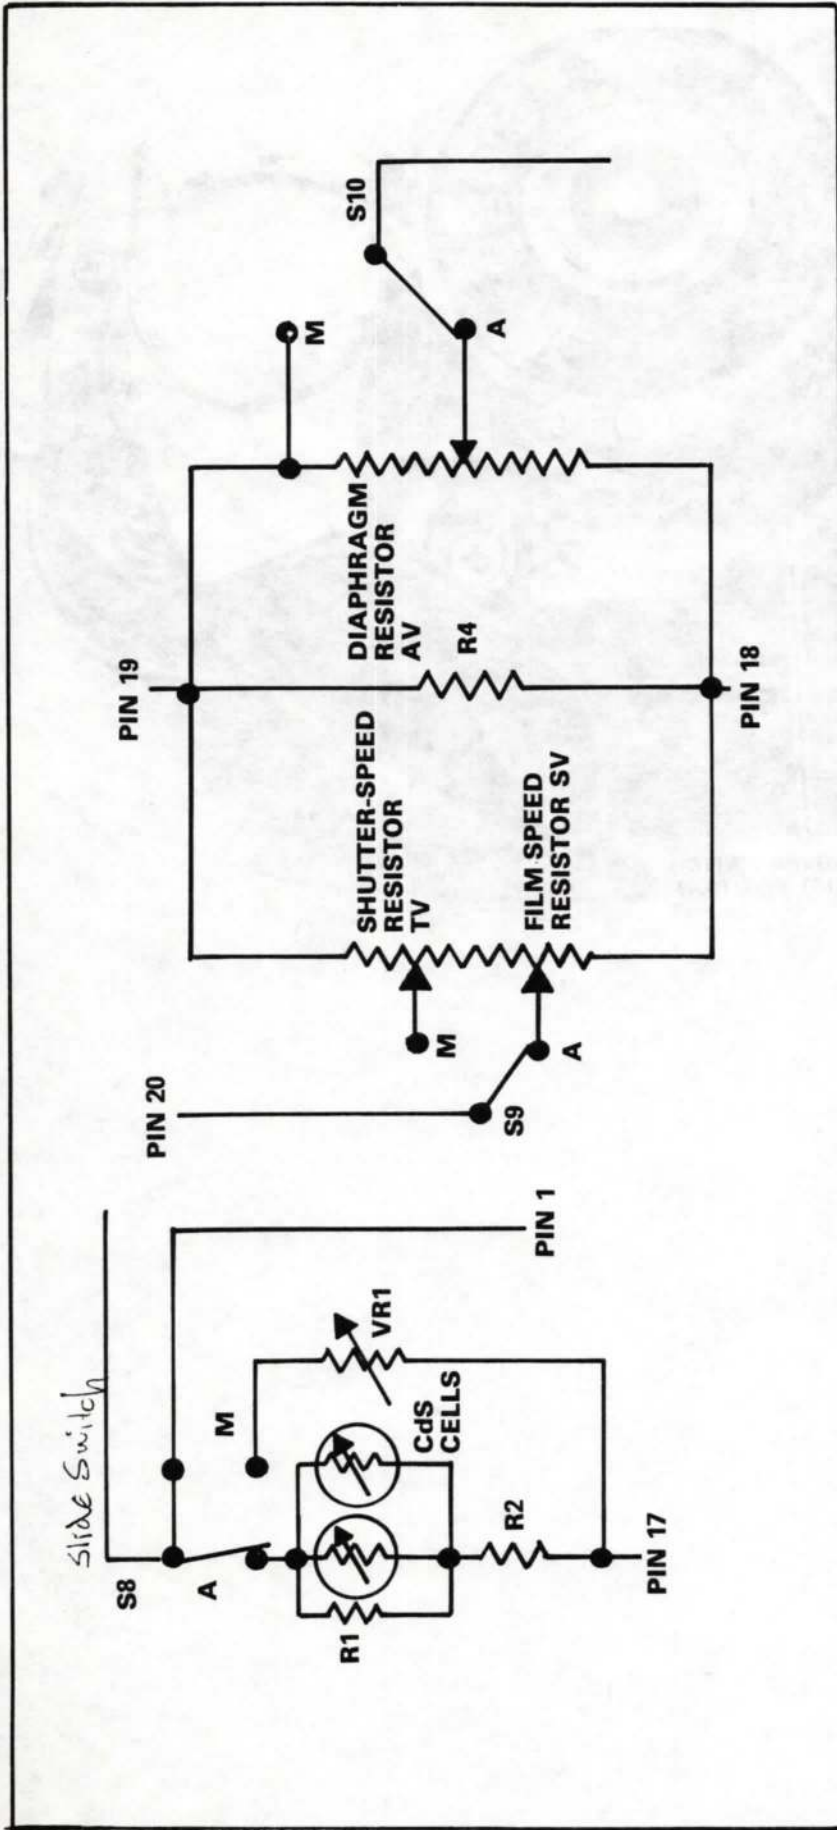 Slide Switch
S8
A
M
R1
CdS
CELLS
VR1
R2
PIN 17
PIN 1
PIN 20
S9
M
A
SHUTTER-SPEED
RESISTOR
TV
FILM SPEED
RESISTOR SV
PIN 19
DIAPHRAGM
RESISTOR
AV
R4
PIN 18
M
A
S10